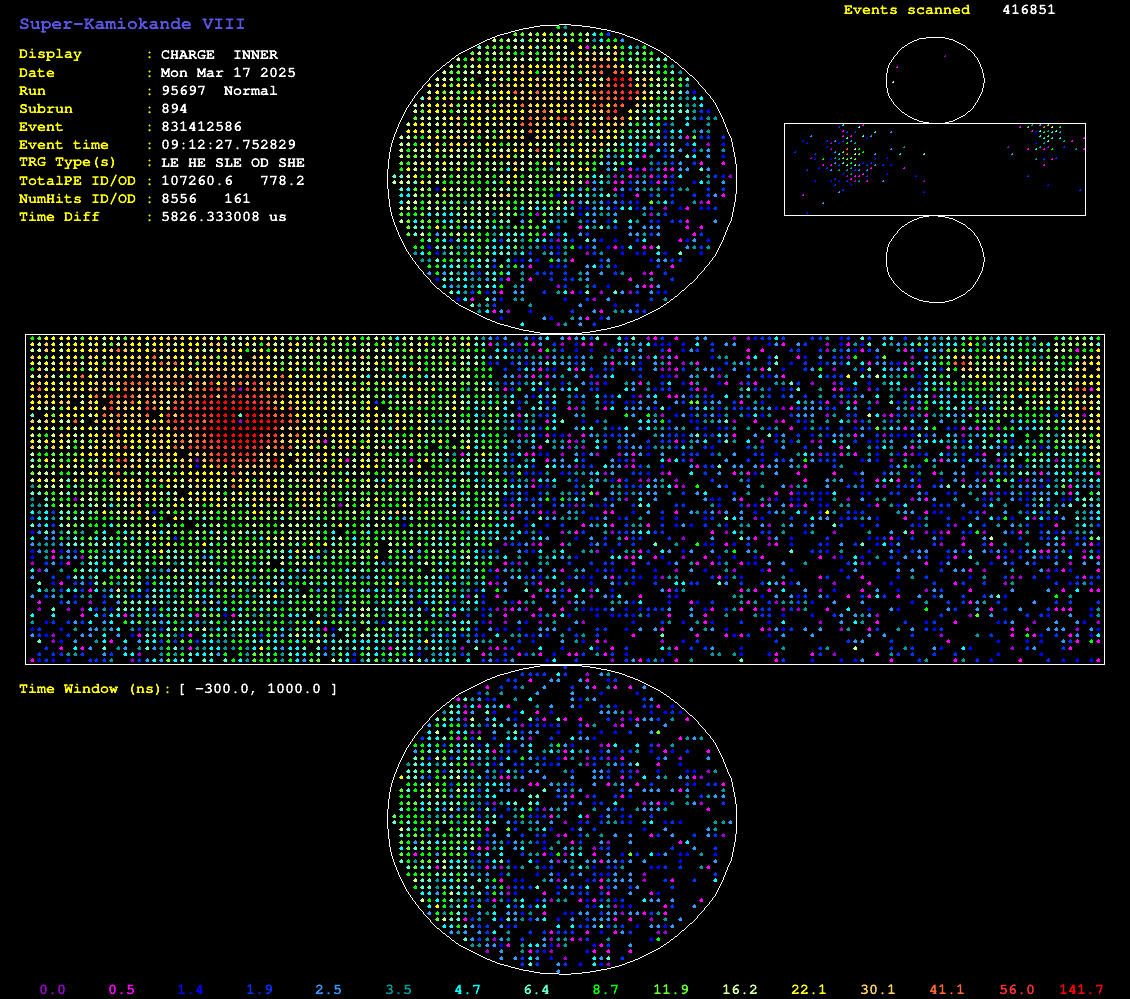 Super-Kamiokande VIII
Events scanned 416851
Display : CHARGE INNER
Date : Mon Mar 17 2025
Run : 95697 Normal
Subrun : 894
Event : 831412586
Event time : 09:12:27.752829
TRG Type(s) : LE HE SLE OD SHE
TotalPE ID/OD : 107260.6 778.2
NumHits ID/OD : 8556 161
Time Diff : 5826.333008 us
Time Window (ns): [ -300.0, 1000.0 ]
0.0 0.5 1.4 1.9 2.5 3.5 4.7 6.4 8.7 11.9 16.2 22.1 30.1 41.1 56.0 141.7